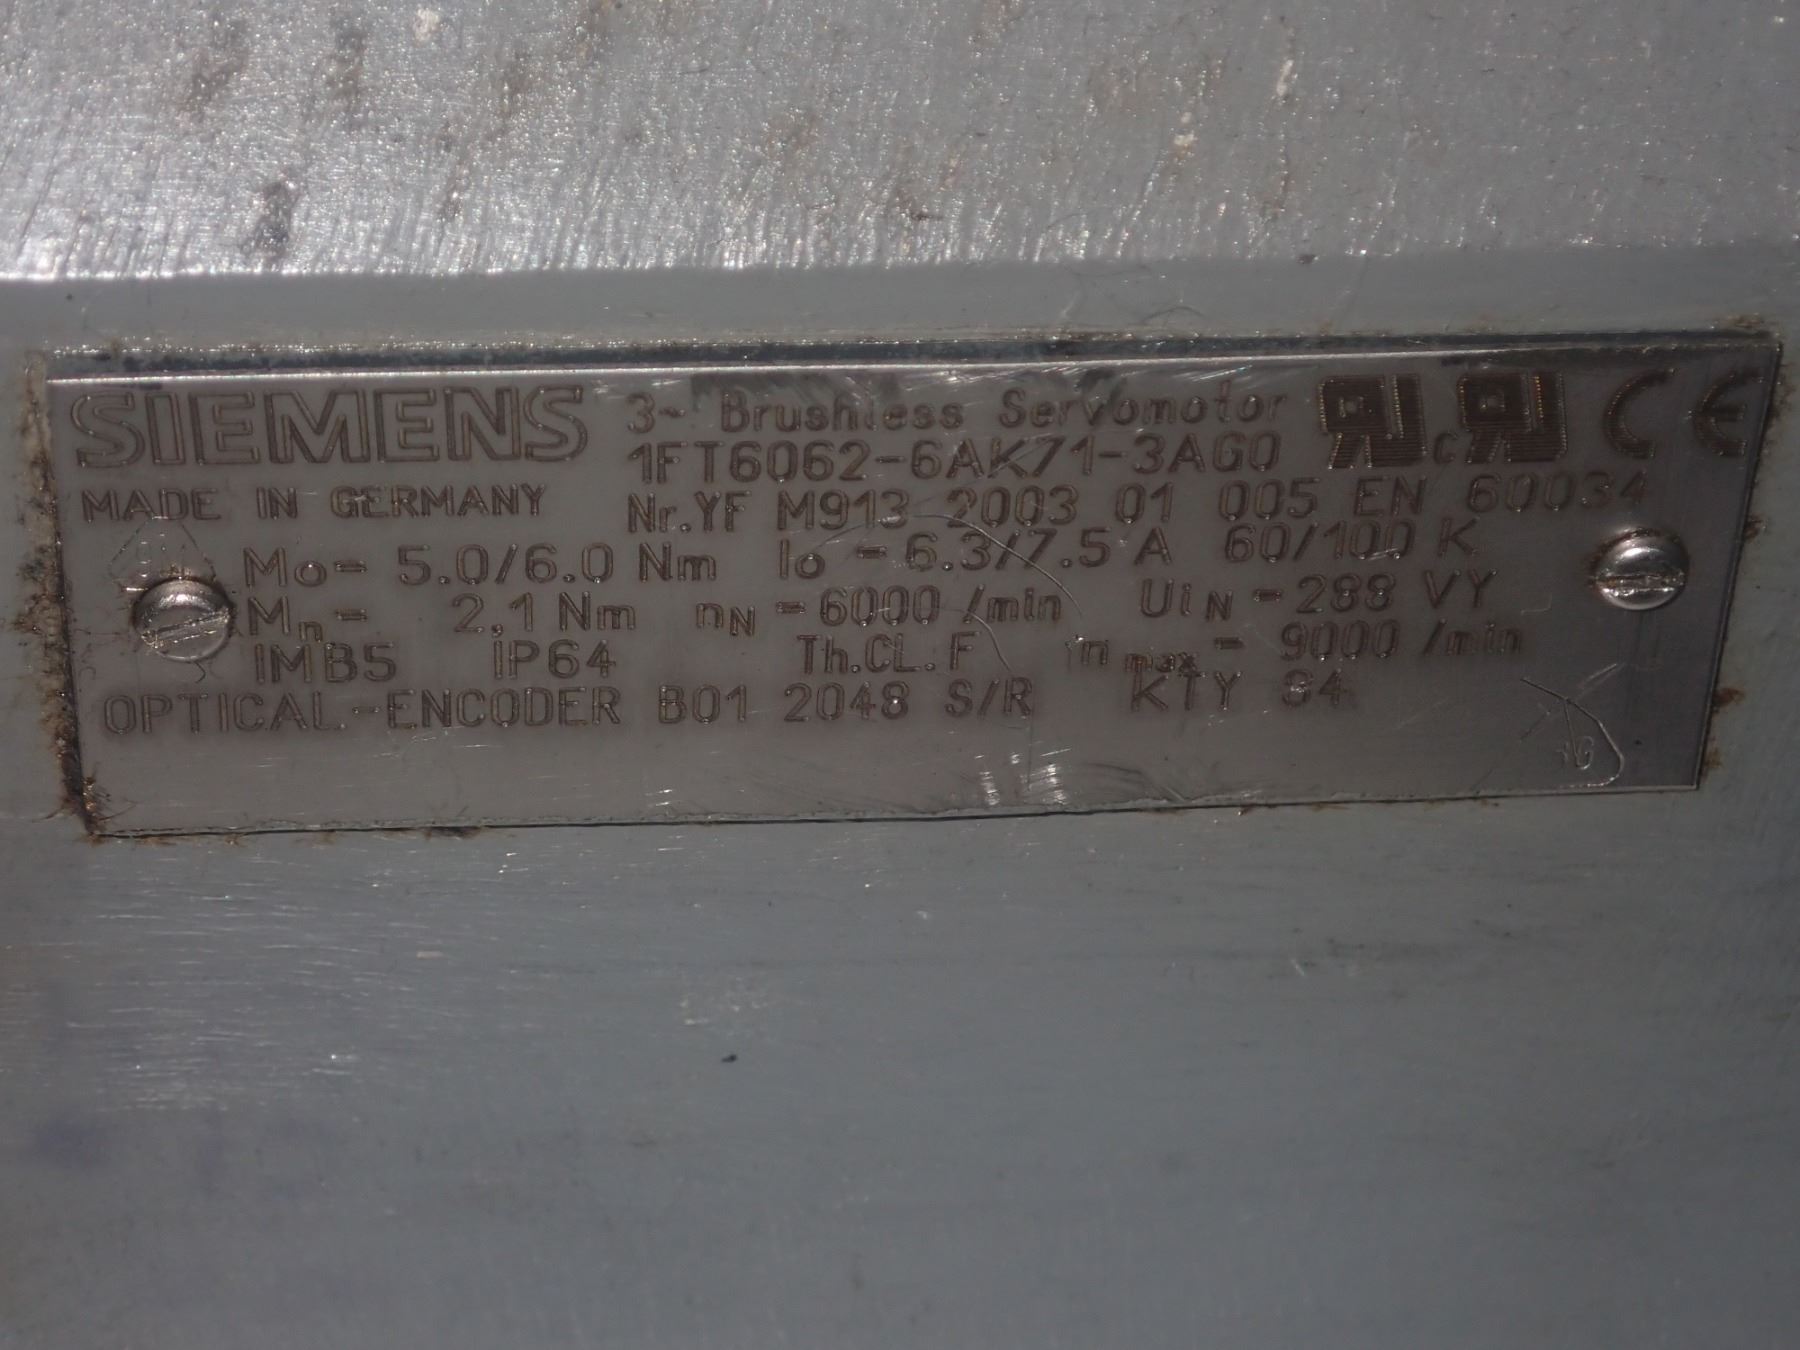 SIEMENS 3~ Brushless Servomotor
1FT6062-6AK71-3AG0
MADE IN GERMANY Nr.YF M913 2003 01 005 EN 60034
Mo= 5.0/6.0 Nm Io = 6.3/7.5 A 60/100 K
Mn= 2.1 Nm nN = 6000 /min UiN = 288 VY
IMB5 IP64 Th.CL.F nmax = 9000 /min
OPTICAL-ENCODER B01 2048 S/R KTY 84